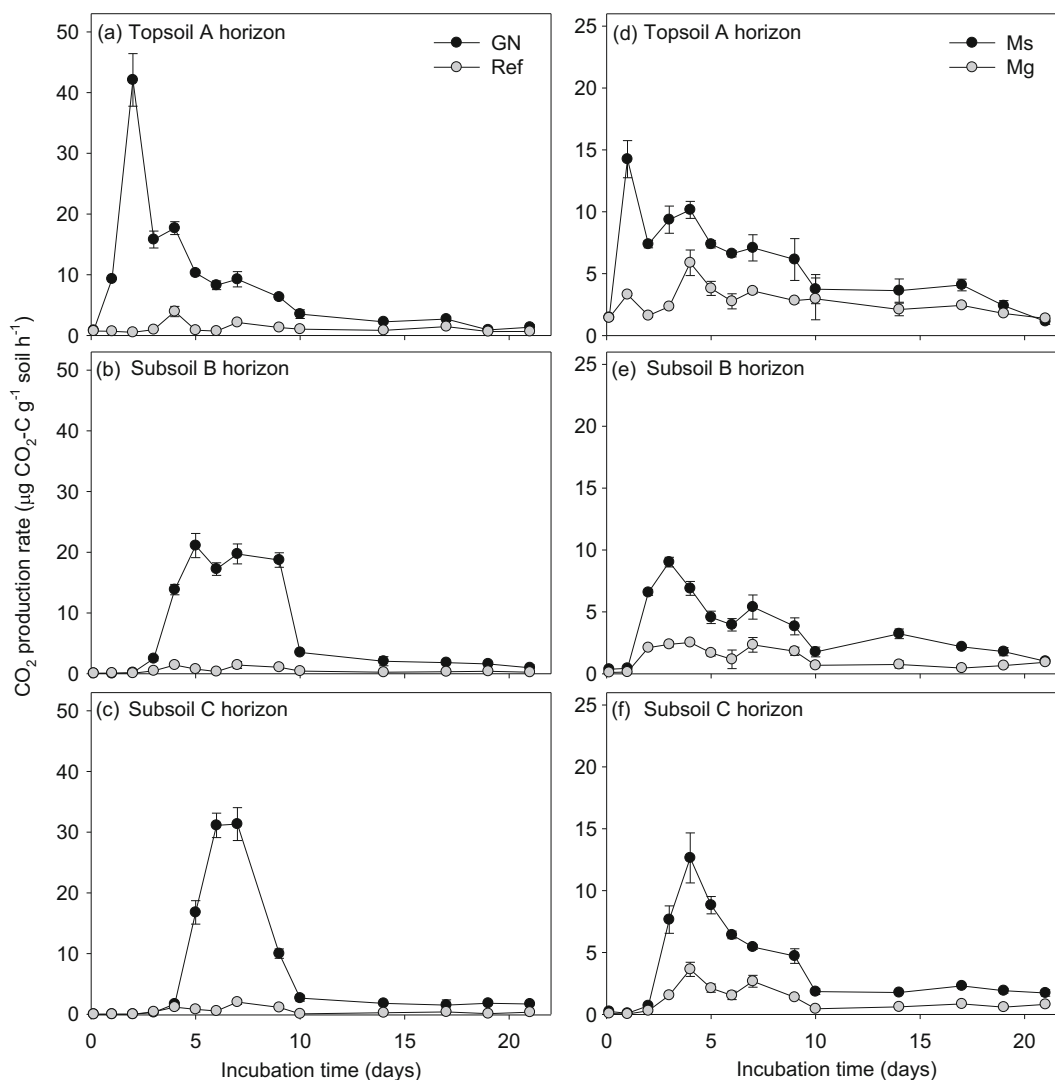 (a) Topsoil A horizon
GN
Ref
50
40
30
20
10
0
(d) Topsoil A horizon
Ms
Mg
25
20
15
10
5
0
(b) Subsoil B horizon
50
40
30
20
10
0
(e) Subsoil B horizon
25
20
15
10
5
0
(c) Subsoil C horizon
50
40
30
20
10
0
(f) Subsoil C horizon
25
20
15
10
5
0
0 5 10 15 20
0 5 10 15 20
Incubation time (days)
Incubation time (days)
CO₂ production rate (µg CO₂-C g⁻¹ soil h⁻¹)